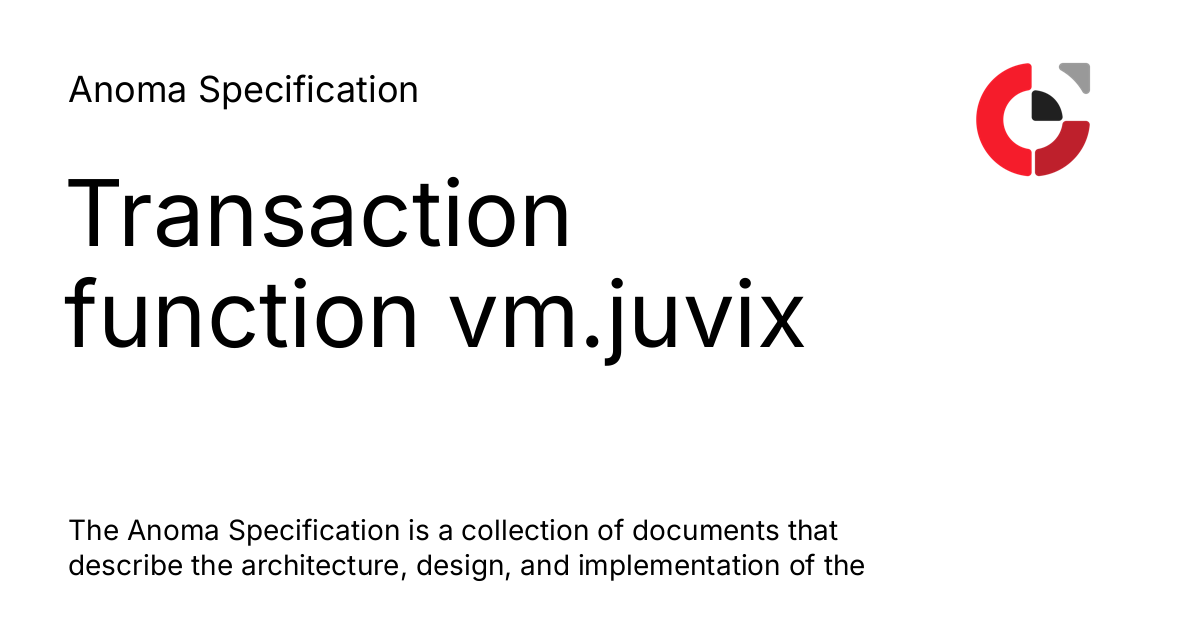 Anoma Specification
Transaction
function vm.juvix
The Anoma Specification is a collection of documents that
describe the architecture, design, and implementation of the